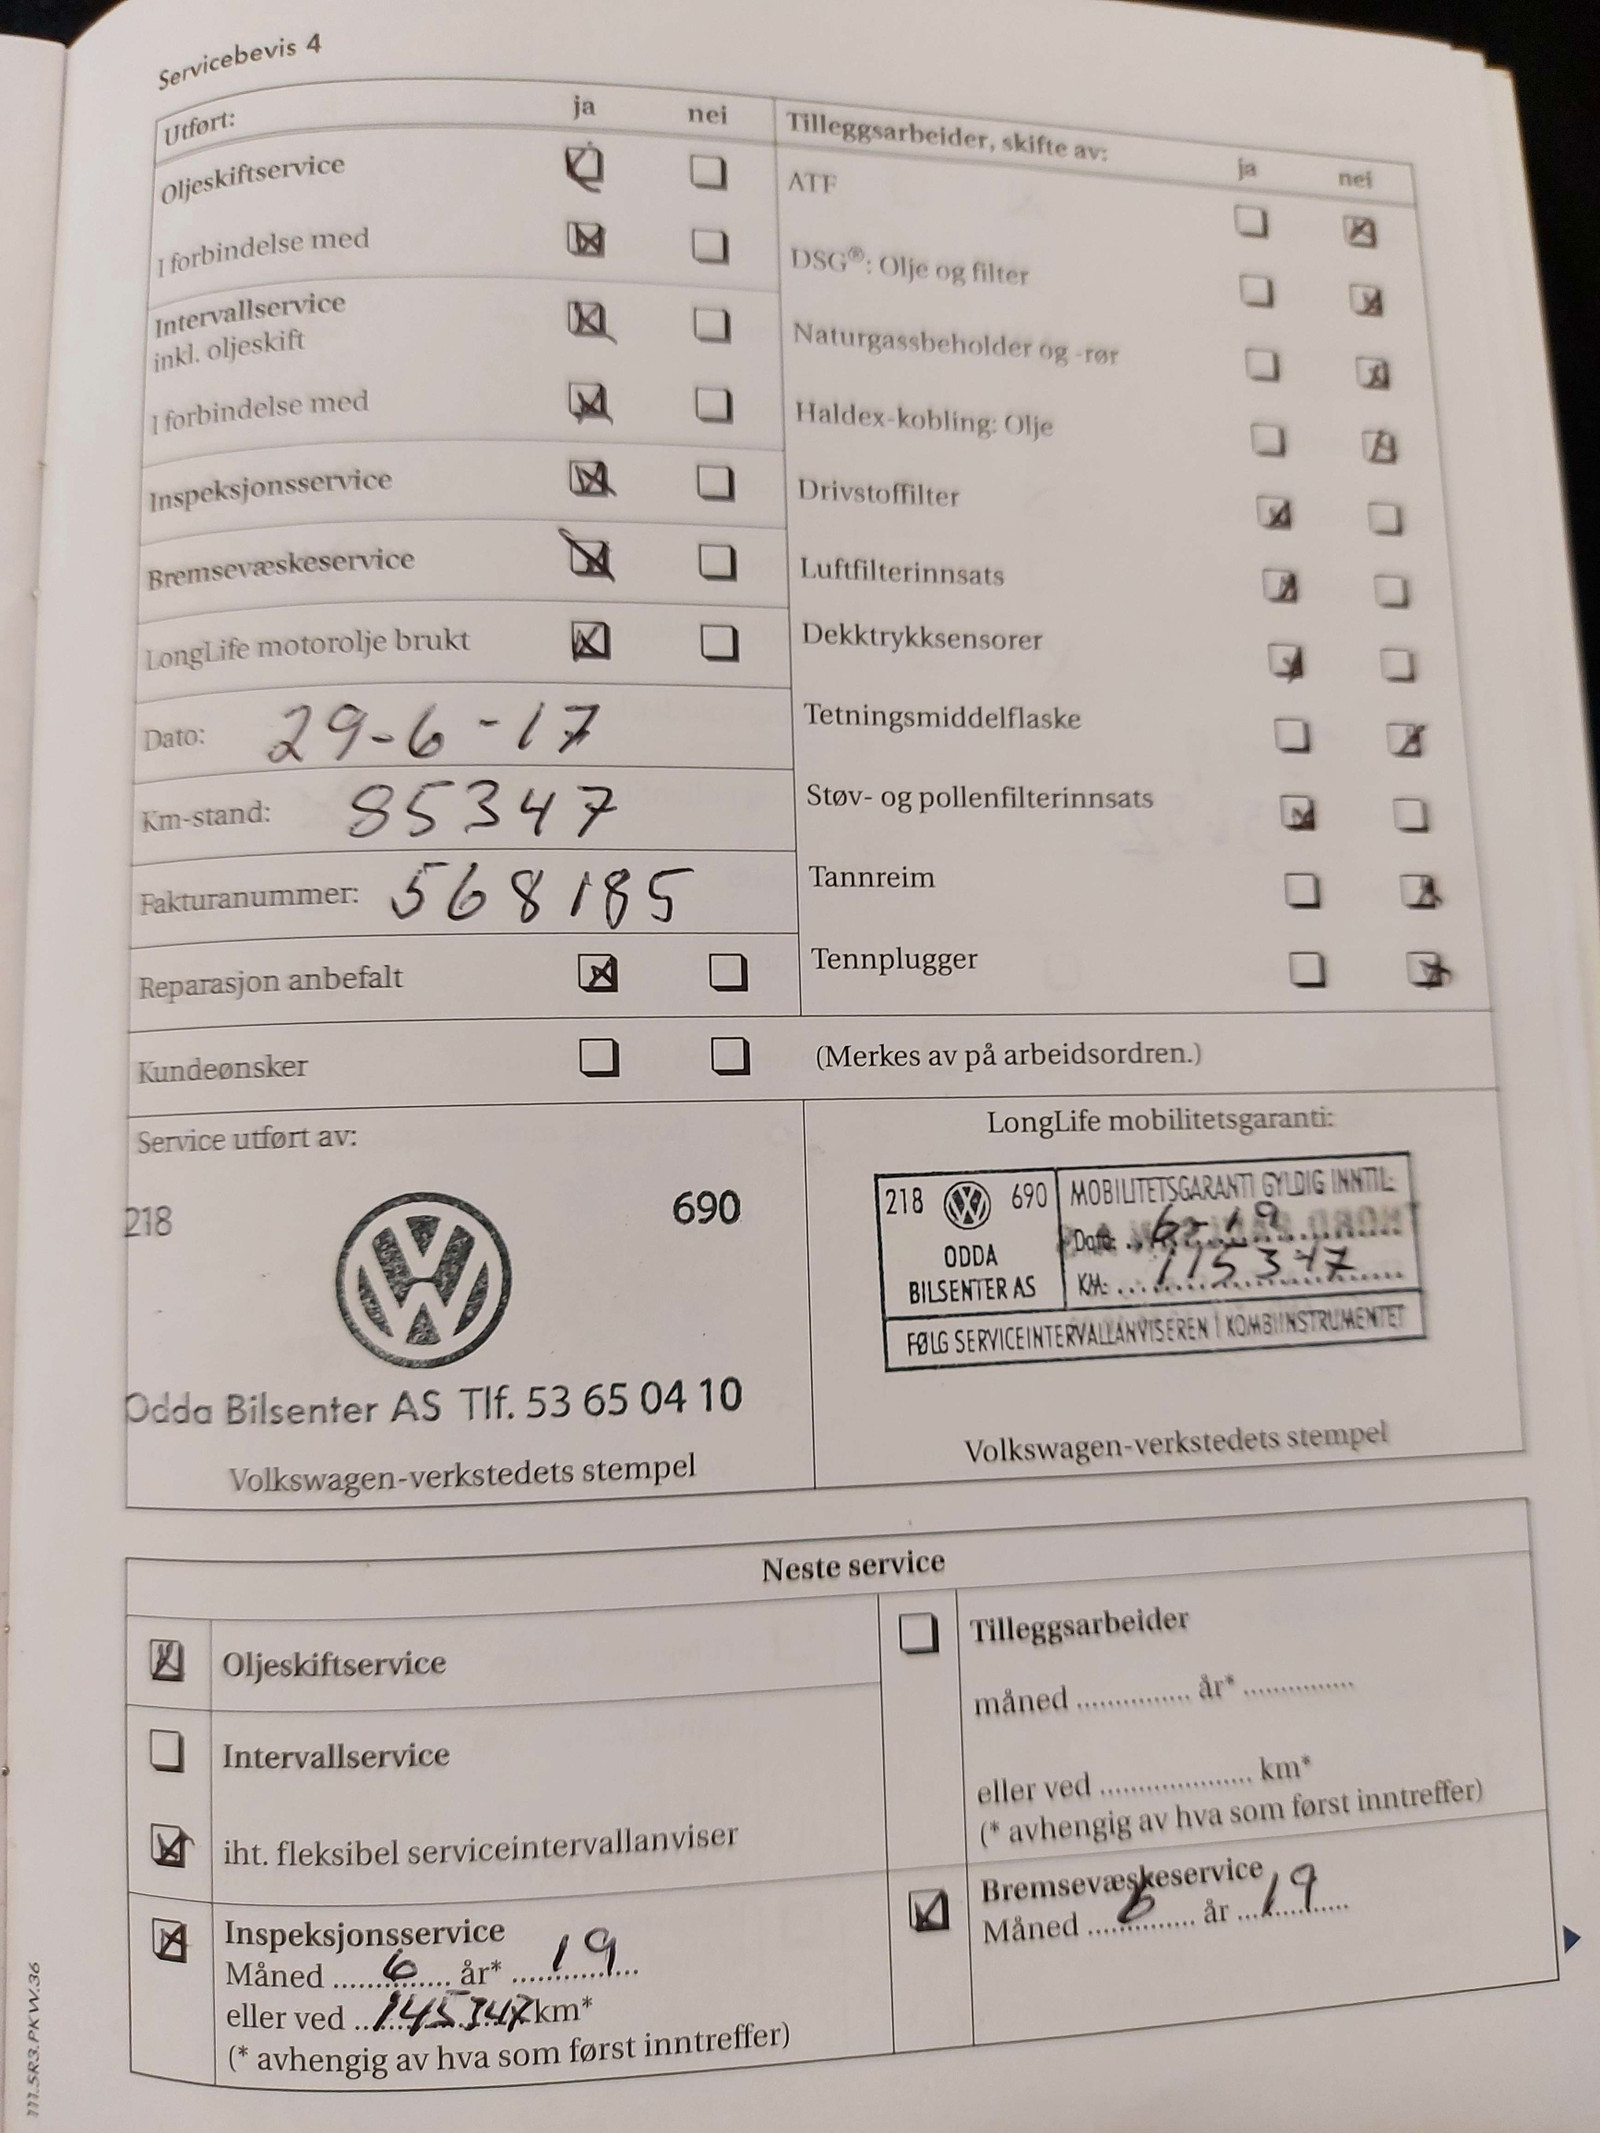 Servicebevis 4
Utført: ja nei
Oljeskiftservice
I forbindelse med
Intervallservice
inkl. oljeskift
I forbindelse med
Inspeksjonsservice
Bremsevæskeservice
LongLife motorolje brukt
Dato: 29-6-17
Km-stand: 85347
Fakturanummer: 568185
Reparasjon anbefalt
Kundeønsker
Tilleggsarbeider, skifte av: ja nei
ATF
DSG®: Olje og filter
Naturgassbeholder og -rør
Haldex-kobling: Olje
Drivstoffilter
Luftfilterinnsats
Dekktrykksensorer
Tetningsmiddelflaske
Støv- og pollenfilterinnsats
Tannreim
Tennplugger
(Merkes av på arbeidsordren.)
Service utført av:
218 690
Odda Bilsenter AS Tlf. 53 65 04 10
Volkswagen-verkstedets stempel
LongLife mobilitetsgaranti:
218 690
ODDA
BILSENTER AS
MOBILITETSGARANTI GYLDIG INNTIL:
Dato: 6-19
KM: 115347
FØLG SERVICEINTERVALLANVISEREN I KOMBIINSTRUMENTET
Volkswagen-verkstedets stempel
Neste service
Oljeskiftservice
Intervallservice
iht. fleksibel serviceintervallanviser
Inspeksjonsservice
Måned 6 år* 19
eller ved 145347 km*
(* avhengig av hva som først inntreffer)
Tilleggsarbeider
måned ............... år* ...............
eller ved ..................... km*
(* avhengig av hva som først inntreffer)
Bremsevæskeservice
Måned 6 år 19
111.5R3.PKW.36